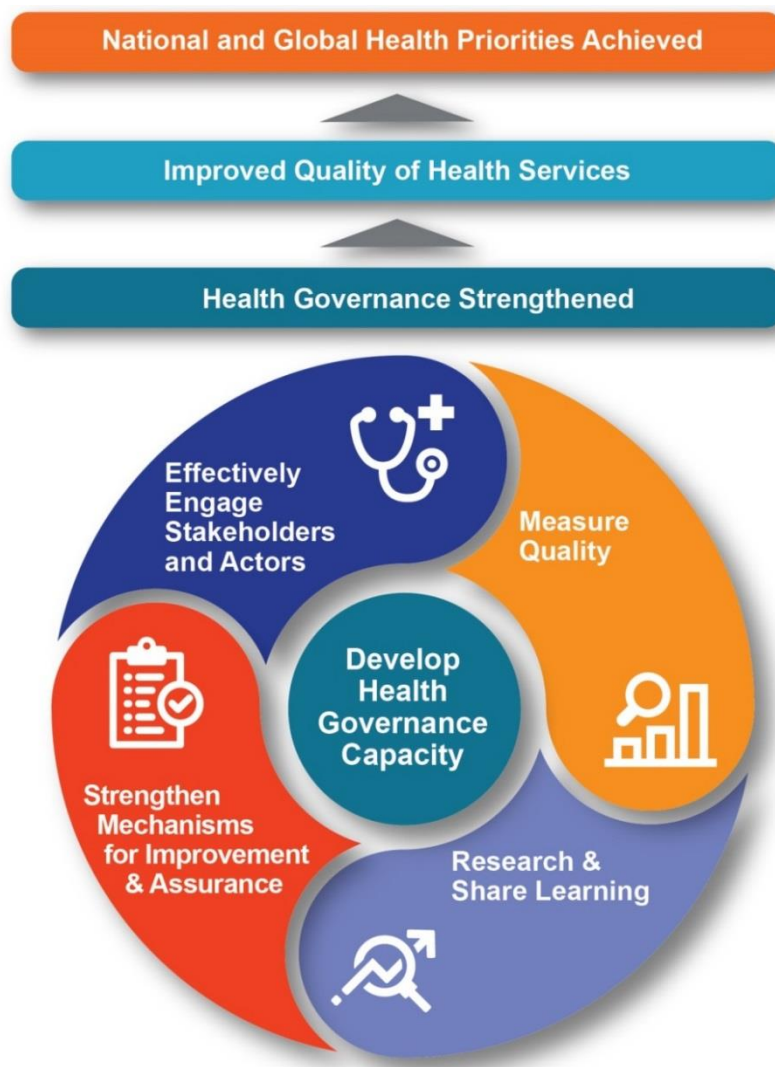 National and Global Health Priorities Achieved
Improved Quality of Health Services
Health Governance Strengthened
Effectively
Engage
Stakeholders
and Actors
Measure
Quality
Develop
Health
Governance
Capacity
Strengthen
Mechanisms
for Improvement
& Assurance
Research &
Share Learning